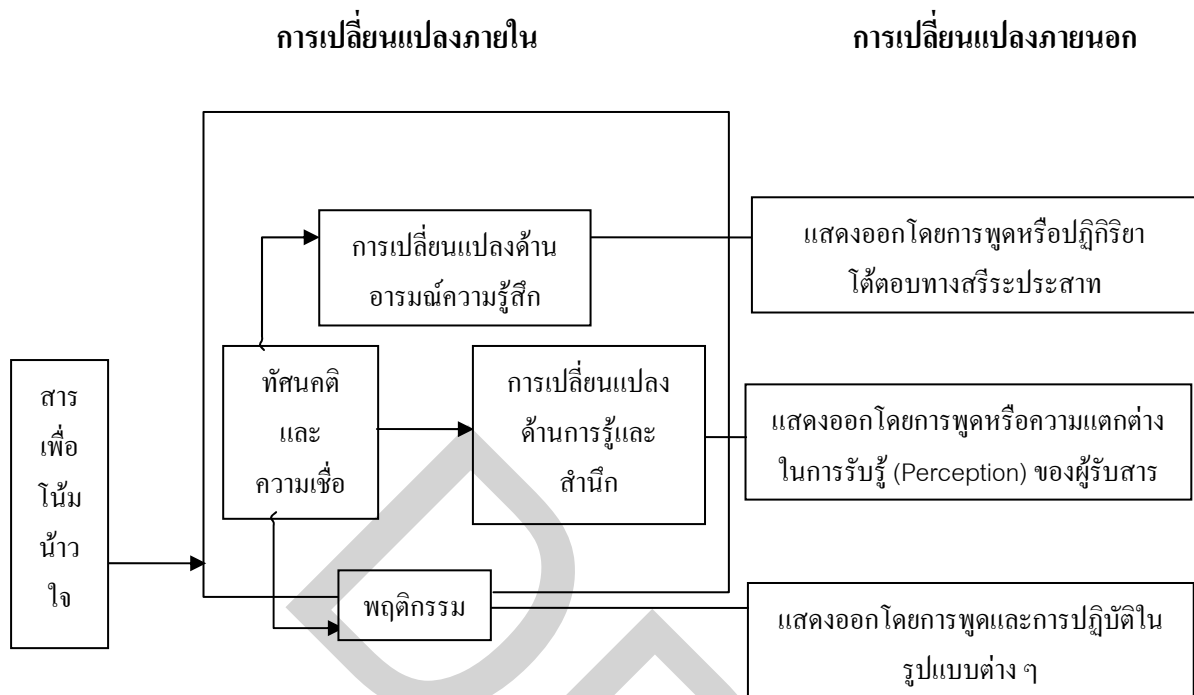 การเปลี่ยนแปลงภายใน
การเปลี่ยนแปลงภายนอก
การเปลี่ยนแปลงด้าน
อารมณ์ความรู้สึก
แสดงออกโดยการพูดหรือปฏิกิริยา
โต้ตอบทางสรีระประสาท
สาร
เพื่อ
โน้ม
น้าว
ใจ
ทัศนคติ
และ
ความเชื่อ
การเปลี่ยนแปลง
ด้านการรู้และ
สำนึก
แสดงออกโดยการพูดหรือความแตกต่าง
ในการรับรู้ (Perception) ของผู้รับสาร
พฤติกรรม
แสดงออกโดยการพูดและการปฏิบัติใน
รูปแบบต่าง ๆ